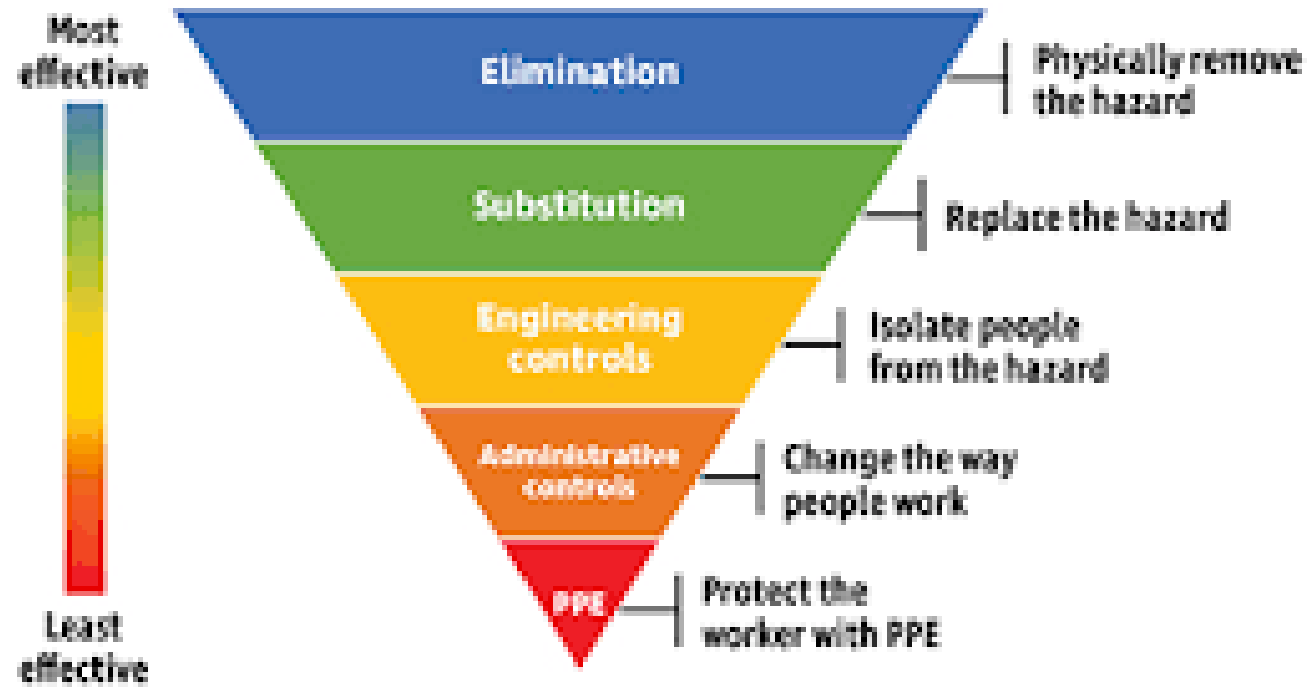 Most
effective
Elimination
Physically remove
the hazard
Substitution
Replace the hazard
Engineering
controls
Isolate people
from the hazard
Administrative
controls
Change the way
people work
PPE
Protect the
worker with PPE
Least
effective